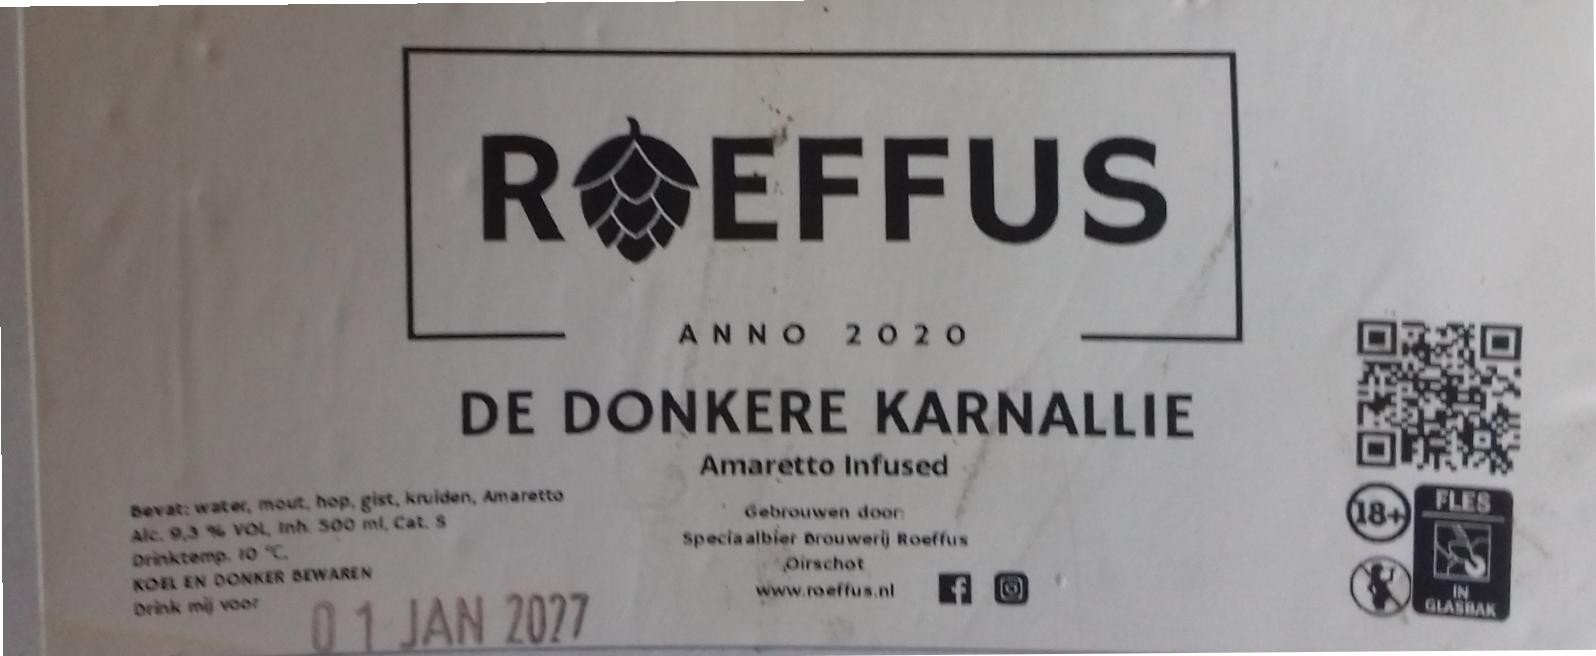 ROEFFUS
ANNO 2020
DE DONKERE KARNALLIE
Amaretto Infused
Bevat: water, mout, hop, gist, kruiden, Amaretto
Alc. 9,3 % VOL, Inh. 500 ml, Cat. S
Drinktemp. 10 °C.
KOEL EN DONKER BEWAREN
Drink mij voor
01 JAN 2027
Gebrouwen door:
Speciaalbier Brouwerij Roeffus
Oirschot
www.roeffus.nl
18+
FLES
IN
GLASBAK